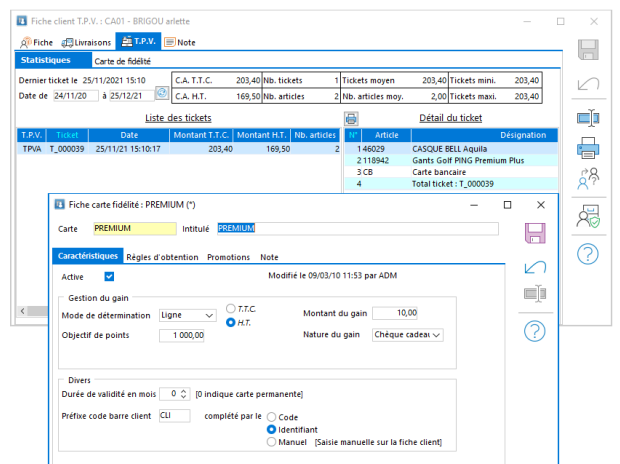 Fiche client T.P.V. : CA01 - BRIGOU arlette
Fiche Livraisons T.P.V. Note
Statistiques Carte de fidélité
Dernier ticket le 25/11/2021 15:10 C.A. T.T.C. 203,40 Nb. tickets 1 Tickets moyen 203,40 Tickets mini. 203,40
Date de 24/11/20 à 25/12/21 C.A. H.T. 169,50 Nb. articles 2 Nb. articles moy. 2,00 Tickets maxi. 203,40
Liste des tickets Détail du ticket
T.P.V. Ticket Date Montant T.T.C. Montant H.T. Nb. articles N° Article Désignation
TPVA T_000039 25/11/21 15:10:17 203,40 169,50 2 1 46029 CASQUE BELL Aquila
2 118942 Gants Golf PING Premium Plus
3 CB Carte bancaire
4 Total ticket : T_000039
Fiche carte fidélité : PREMIUM (*)
Carte PREMIUM Intitulé PREMIUM
Caractéristiques Règles d'obtention Promotions Note
Active Modifié le 09/03/10 11:53 par ADM
Gestion du gain
Mode de détermination Ligne T.T.C. H.T. Montant du gain 10,00
Objectif de points 1 000,00 Nature du gain Chèque cadeau
Divers
Durée de validité en mois 0 [0 indique carte permanente]
Préfixe code barre client CLI complété par le Code
Identifiant
Manuel [Saisie manuelle sur la fiche client]